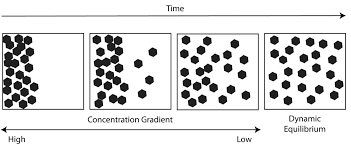 Time
Concentration Gradient
Dynamic
Equilibrium
High
Low